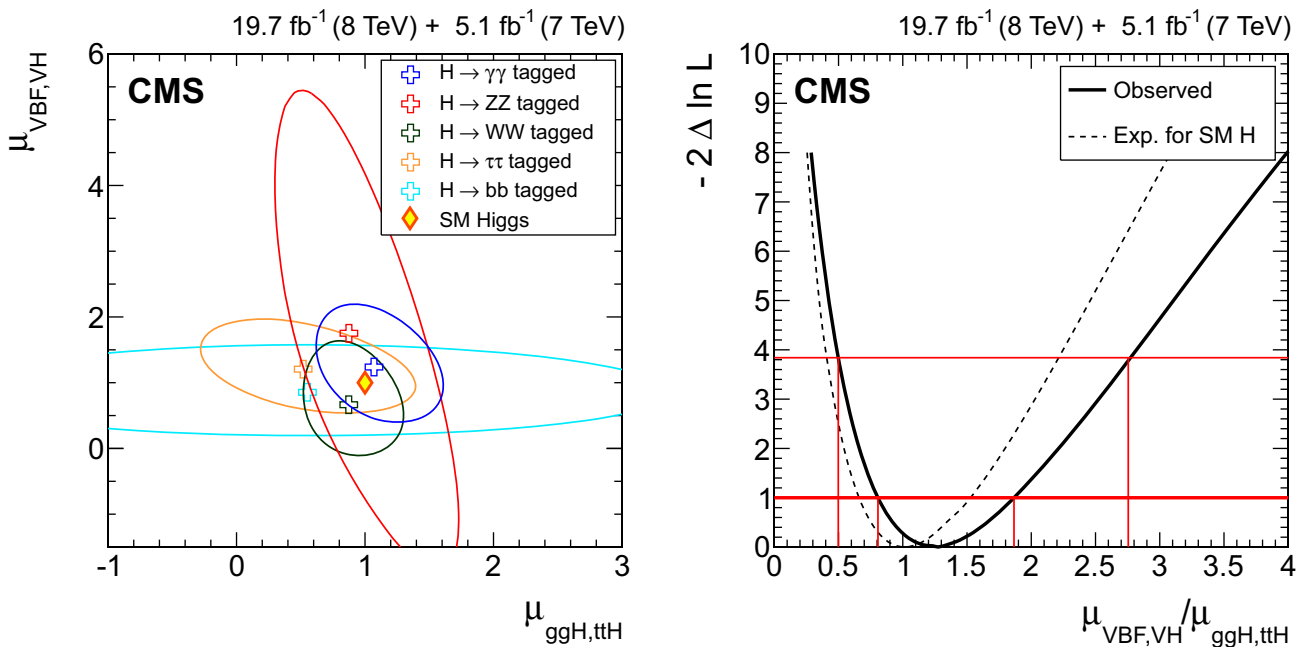 19.7 fb⁻¹ (8 TeV) + 5.1 fb⁻¹ (7 TeV)
CMS
H → γγ tagged
H → ZZ tagged
H → WW tagged
H → ττ tagged
H → bb tagged
SM Higgs
μ_VBF,VH
6
4
2
0
-1 0 1 2 3
μ_ggH,ttH
19.7 fb⁻¹ (8 TeV) + 5.1 fb⁻¹ (7 TeV)
CMS
Observed
Exp. for SM H
- 2 Δ ln L
10
9
8
7
6
5
4
3
2
1
0
0 0.5 1 1.5 2 2.5 3 3.5 4
μ_VBF,VH/μ_ggH,ttH